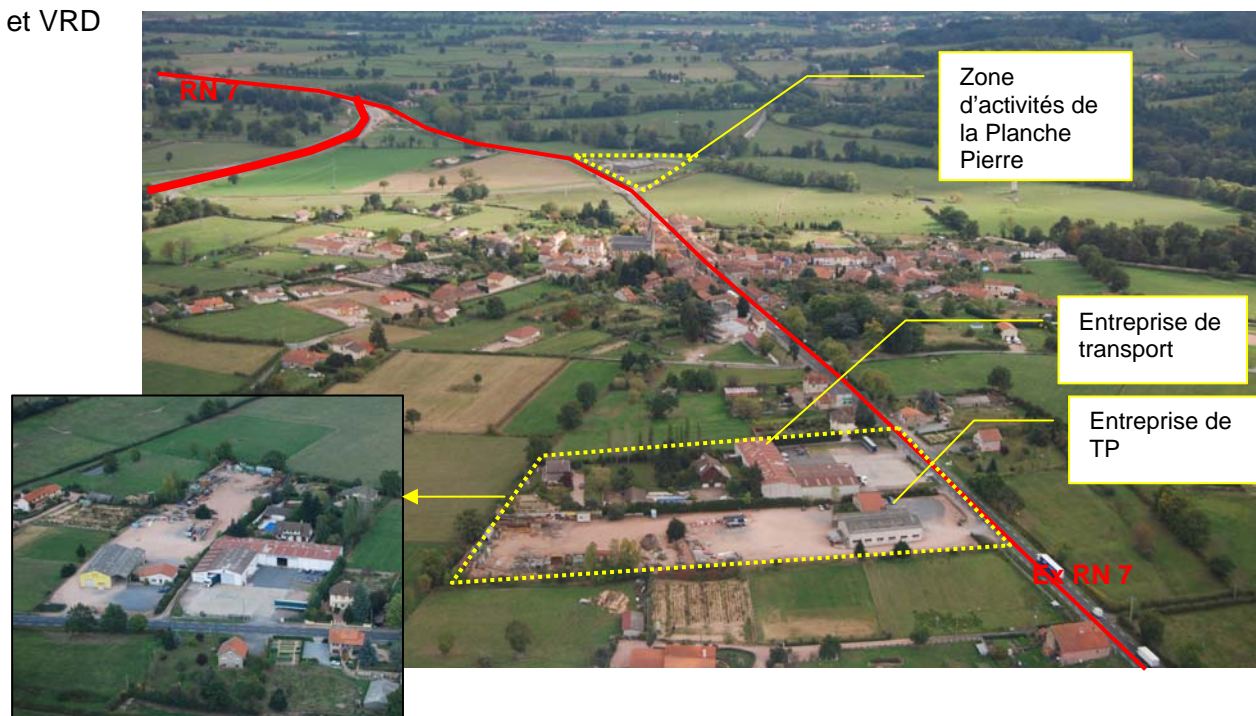 et VRD
RN 7
Zone
d'activités de
la Planche
Pierre
Entreprise de
transport
Entreprise de
TP
Ex RN 7